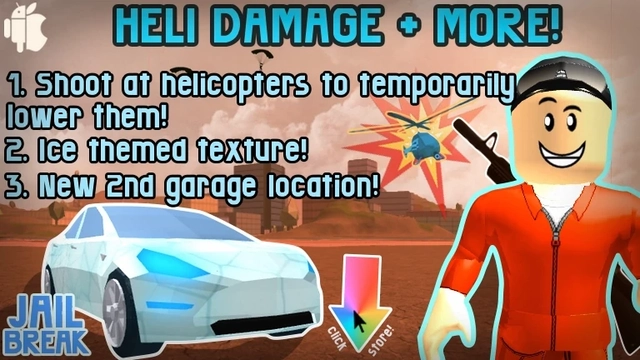 HELI DAMAGE + MORE!
1. Shoot at helicopters to temporarily
lower them!
2. Ice themed texture!
3. New 2nd garage location!
JAIL
BREAK
click
store!